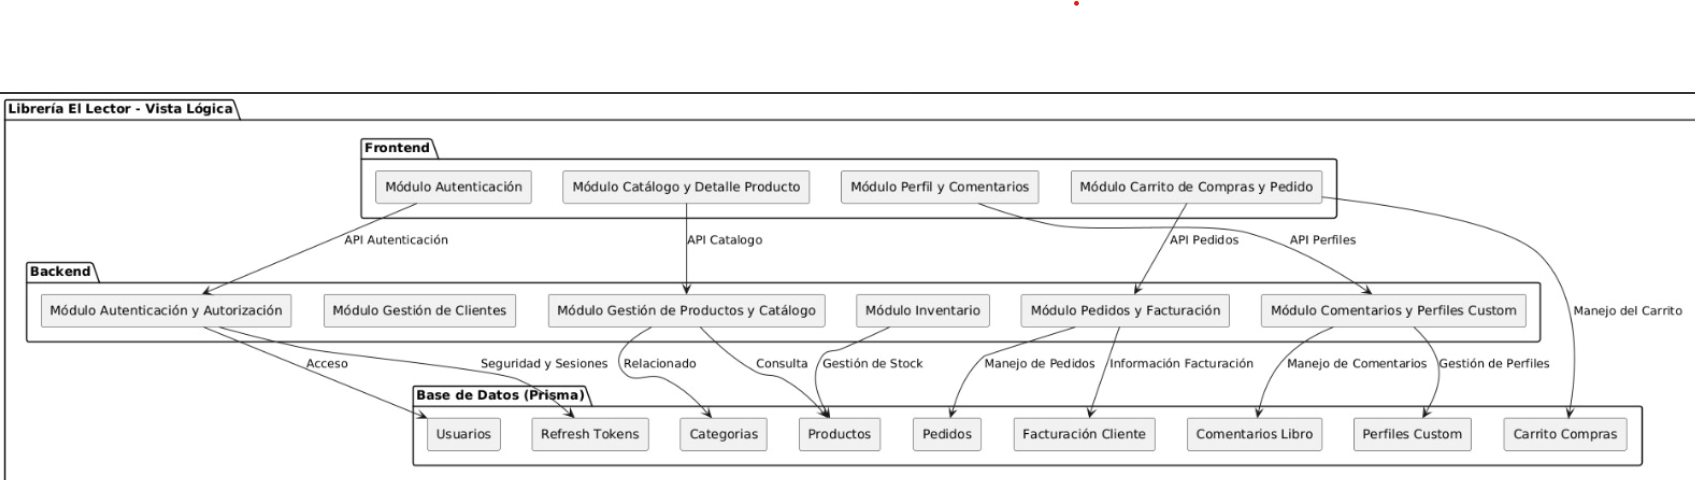 Librería El Lector - Vista Lógica
Frontend
Módulo Autenticación
Módulo Catálogo y Detalle Producto
Módulo Perfil y Comentarios
Módulo Carrito de Compras y Pedido
API Autenticación
API Catalogo
API Pedidos
API Perfiles
Backend
Módulo Autenticación y Autorización
Módulo Gestión de Clientes
Módulo Gestión de Productos y Catálogo
Módulo Inventario
Módulo Pedidos y Facturación
Módulo Comentarios y Perfiles Custom
Manejo del Carrito
Acceso
Seguridad y Sesiones
Relacionado
Consulta
Gestión de Stock
Manejo de Pedidos
Información Facturación
Manejo de Comentarios
Gestión de Perfiles
Base de Datos (Prisma)
Usuarios
Refresh Tokens
Categorias
Productos
Pedidos
Facturación Cliente
Comentarios Libro
Perfiles Custom
Carrito Compras